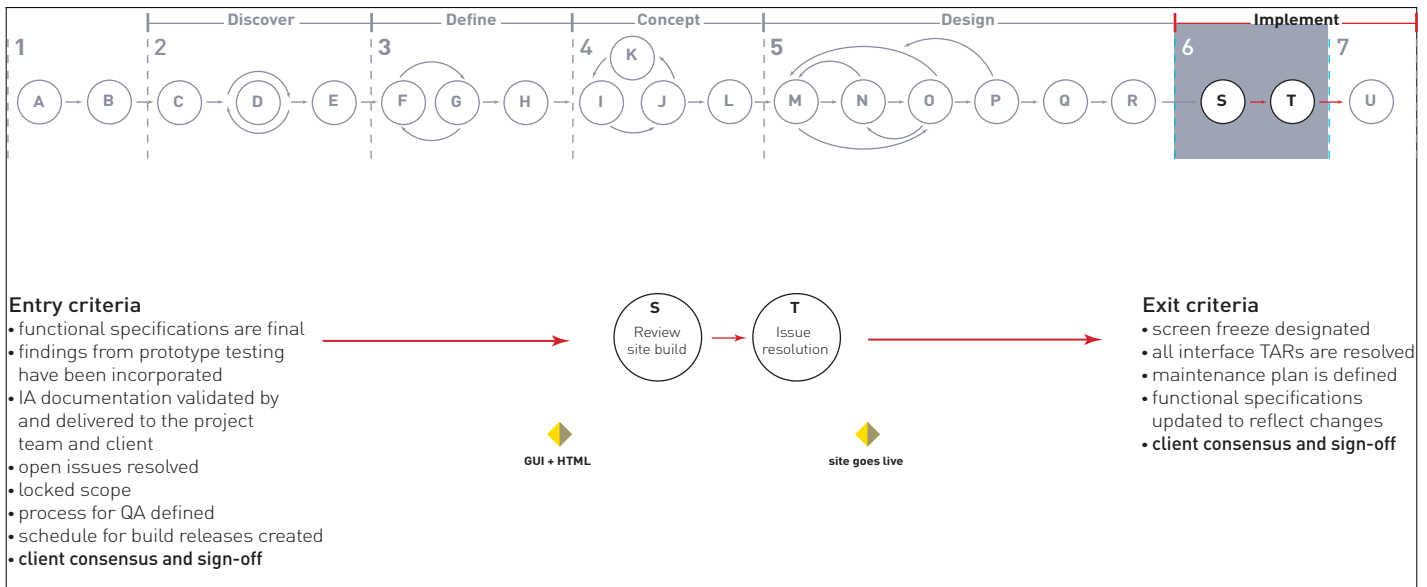 Discover
Define
Concept
Design
Implement
1
2
3
4
5
6
7
K
A
B
C
D
E
F
G
H
I
J
L
M
N
O
P
Q
R
S
T
U
Entry criteria
• functional specifications are final
• findings from prototype testing
have been incorporated
• IA documentation validated by
and delivered to the project
team and client
• open issues resolved
• locked scope
• process for QA defined
• schedule for build releases created
• client consensus and sign-off
S
Review
site build
T
Issue
resolution
GUI + HTML
site goes live
Exit criteria
• screen freeze designated
• all interface TARs are resolved
• maintenance plan is defined
• functional specifications
updated to reflect changes
• client consensus and sign-off